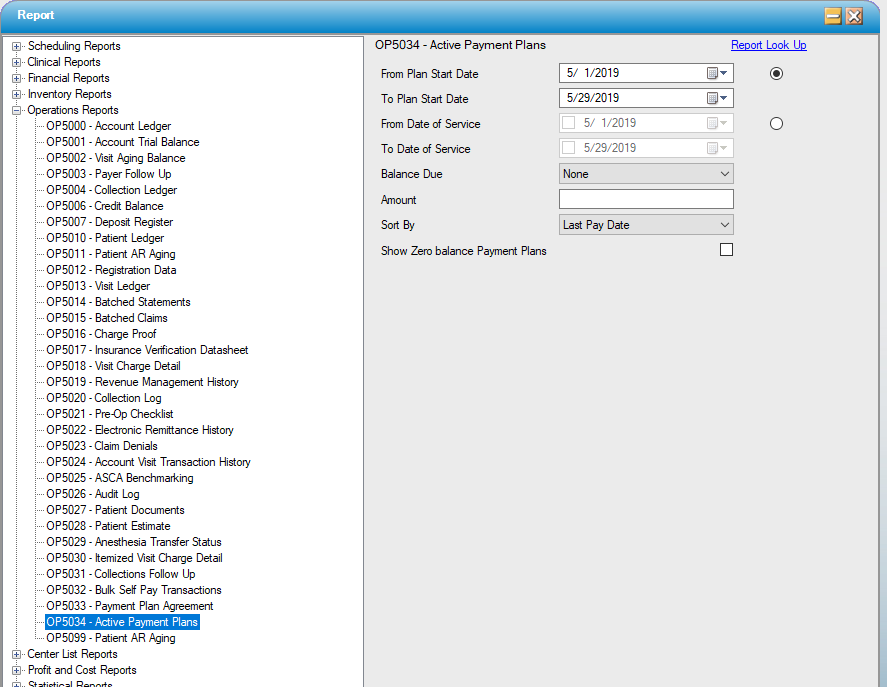 Report
Scheduling Reports
Clinical Reports
Financial Reports
Inventory Reports
Operations Reports
OP5000 - Account Ledger
OP5001 - Account Trial Balance
OP5002 - Visit Aging Balance
OP5003 - Payer Follow Up
OP5004 - Collection Ledger
OP5006 - Credit Balance
OP5007 - Deposit Register
OP5010 - Patient Ledger
OP5011 - Patient AR Aging
OP5012 - Registration Data
OP5013 - Visit Ledger
OP5014 - Batched Statements
OP5015 - Batched Claims
OP5016 - Charge Proof
OP5017 - Insurance Verification Datasheet
OP5018 - Visit Charge Detail
OP5019 - Revenue Management History
OP5020 - Collection Log
OP5021 - Pre-Op Checklist
OP5022 - Electronic Remittance History
OP5023 - Claim Denials
OP5024 - Account Visit Transaction History
OP5025 - ASCA Benchmarking
OP5026 - Audit Log
OP5027 - Patient Documents
OP5028 - Patient Estimate
OP5029 - Anesthesia Transfer Status
OP5030 - Itemized Visit Charge Detail
OP5031 - Collections Follow Up
OP5032 - Bulk Self Pay Transactions
OP5033 - Payment Plan Agreement
OP5034 - Active Payment Plans
OP5099 - Patient AR Aging
Center List Reports
Profit and Cost Reports
Statistical Reports
OP5034 - Active Payment Plans Report Look Up
From Plan Start Date 5/ 1/2019
To Plan Start Date 5/29/2019
From Date of Service 5/ 1/2019
To Date of Service 5/29/2019
Balance Due None
Amount
Sort By Last Pay Date
Show Zero balance Payment Plans